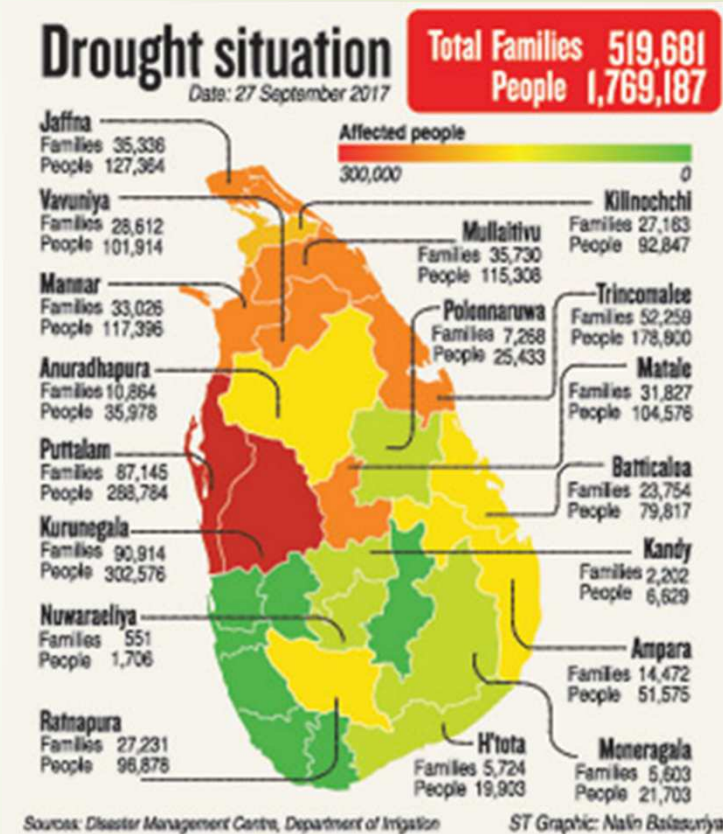 Drought situation
Date: 27 September 2017
Total Families 519,681
People 1,769,187
Affected people
300,000 0
Jaffna
Families 35,336
People 127,364
Vavuniya
Families 28,612
People 101,914
Mannar
Families 33,026
People 117,396
Anuradhapura
Families 10,864
People 35,978
Puttalam
Families 87,145
People 288,784
Kurunegala
Families 90,914
People 302,576
Nuwaraeliya
Families 551
People 1,706
Ratnapura
Families 27,231
People 96,878
Kilinochchi
Families 27,163
People 92,847
Mullaitivu
Families 35,730
People 115,308
Polonnaruwa
Families 7,268
People 25,433
Trincomalee
Families 52,259
People 178,800
Matale
Families 31,827
People 104,576
Batticaloa
Families 23,754
People 79,817
Kandy
Families 2,202
People 6,629
Ampara
Families 14,472
People 51,575
Moneragala
Families 5,603
People 21,703
H'tota
Families 5,724
People 19,903
Sources: Disaster Management Centre, Department of Irrigation
ST Graphic: Nalin Balasuriya